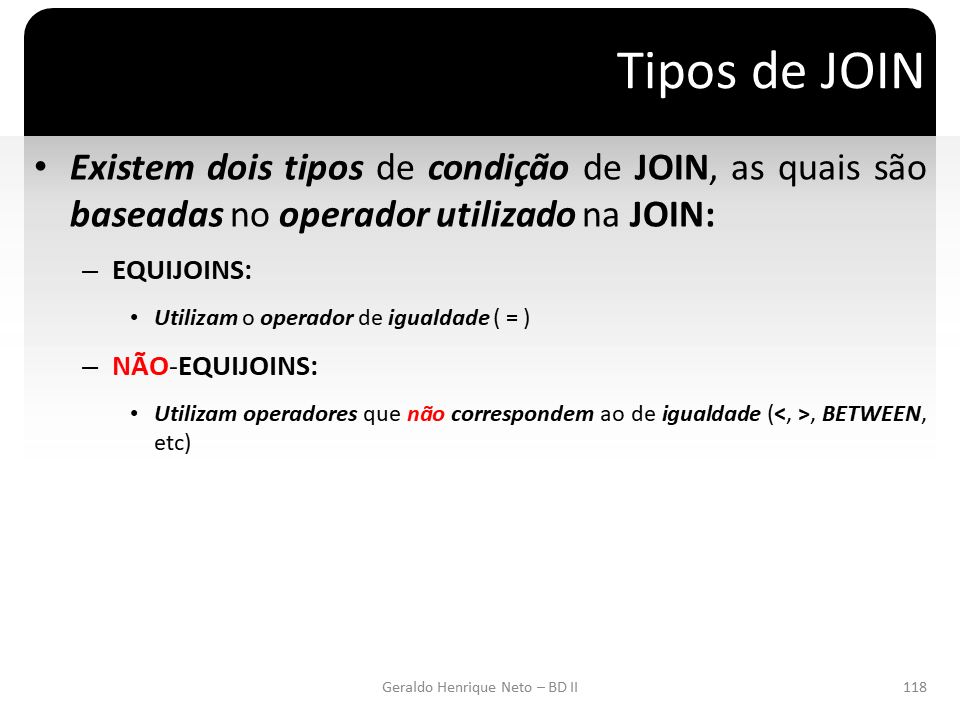 Tipos de JOIN
• Existem dois tipos de condição de JOIN, as quais são
baseadas no operador utilizado na JOIN:
– EQUIJOINS:
• Utilizam o operador de igualdade ( = )
– NÃO-EQUIJOINS:
• Utilizam operadores que não correspondem ao de igualdade (<, >, BETWEEN,
etc)
Geraldo Henrique Neto – BD II
118